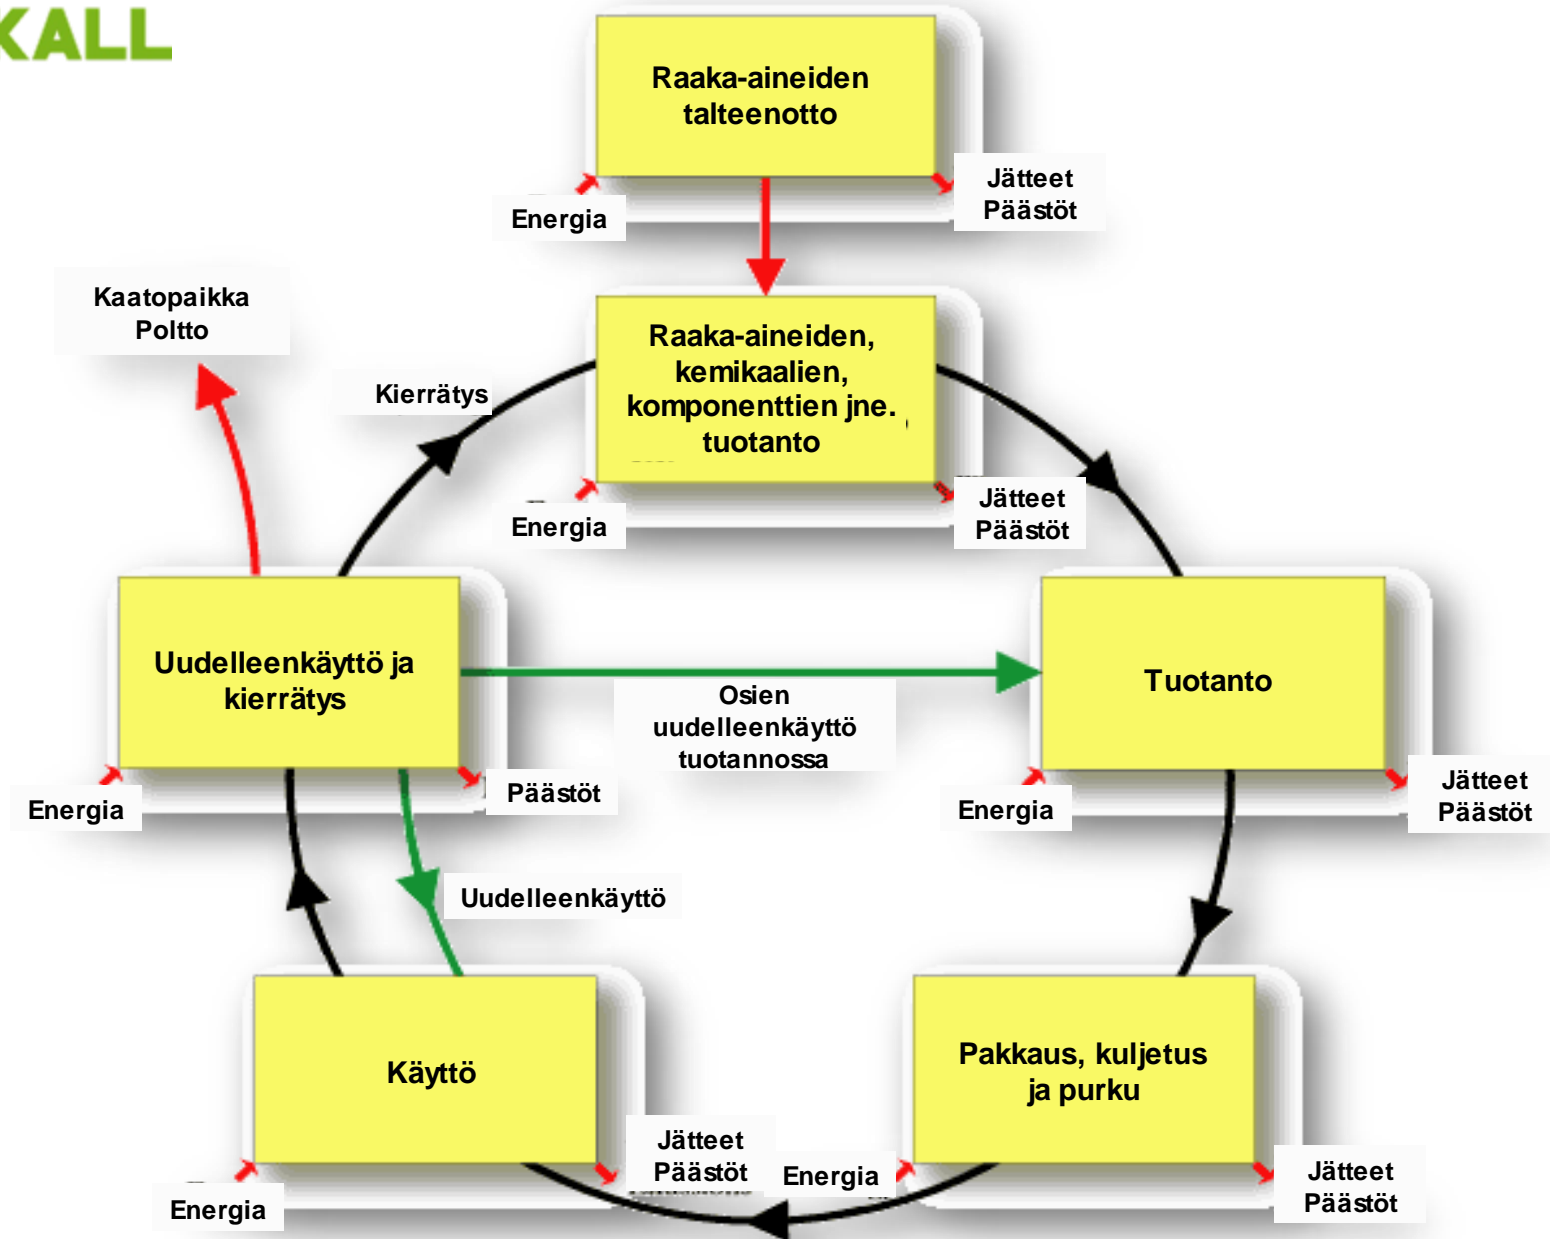 KALL
Raaka-aineiden
talteenotto
Energia
Jätteet
Päästöt
Kaatopaikka
Poltto
Kierrätys
Raaka-aineiden,
kemikaalien,
komponenttien jne.
tuotanto
Energia
Jätteet
Päästöt
Uudelleenkäyttö ja
kierrätys
Energia
Päästöt
Osien
uudelleenkäyttö
tuotannossa
Tuotanto
Energia
Jätteet
Päästöt
Uudelleenkäyttö
Käyttö
Energia
Jätteet
Päästöt
Pakkaus, kuljetus
ja purku
Energia
Jätteet
Päästöt